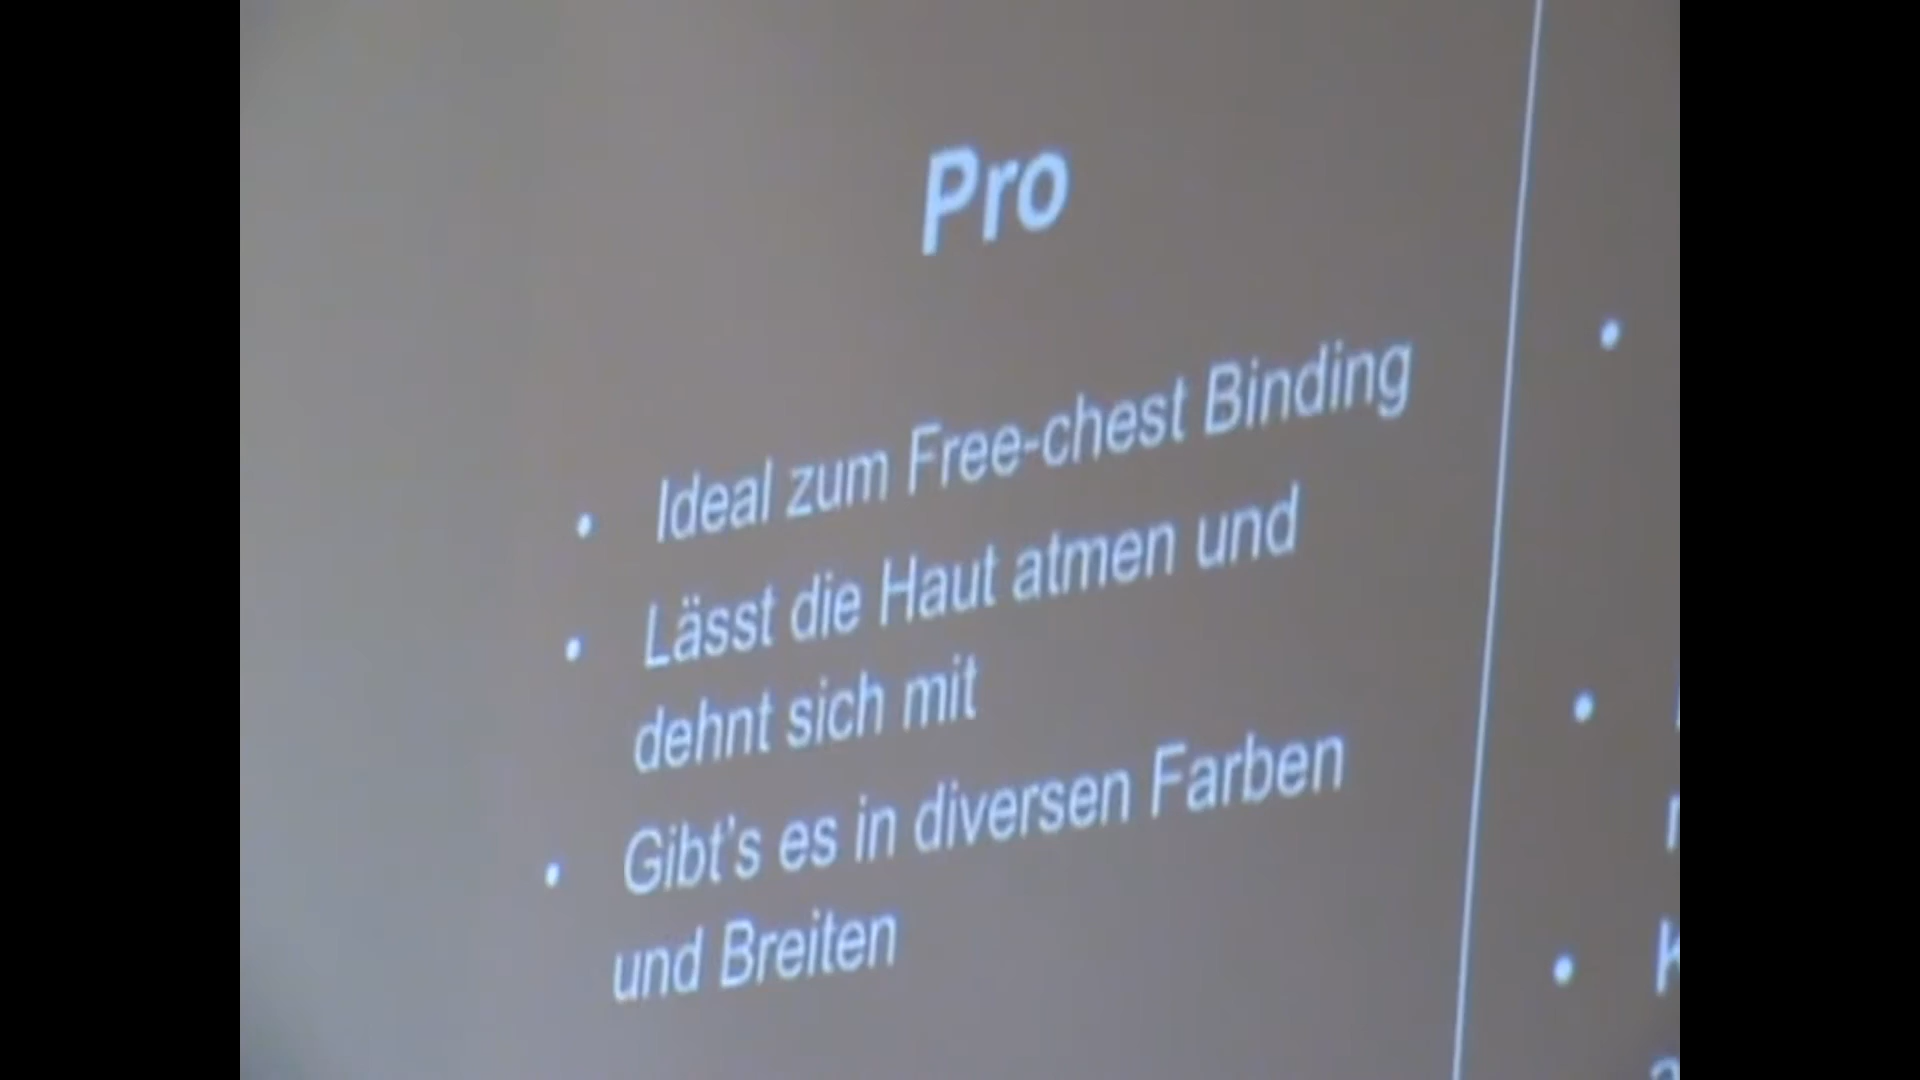 Pro
• Ideal zum Free-chest Binding
• Lässt die Haut atmen und
dehnt sich mit
• Gibt's es in diversen Farben
und Breiten